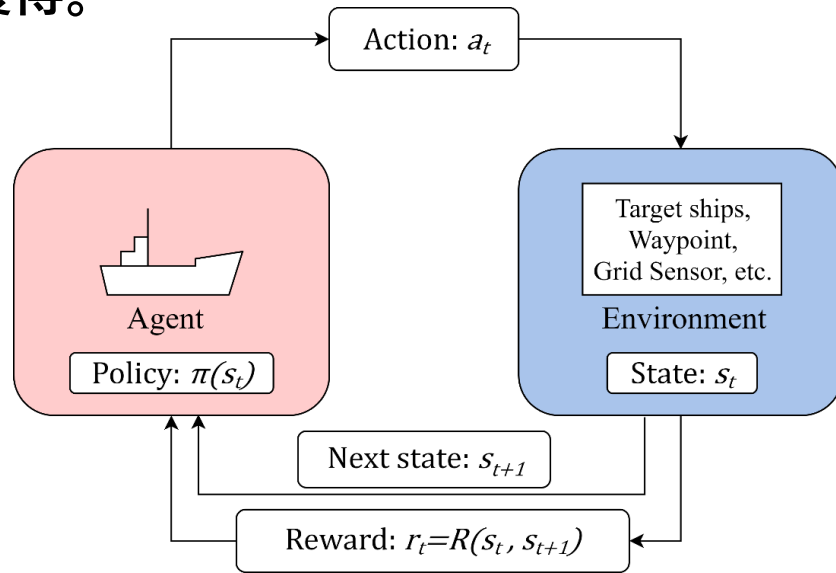 得。
Action: a_t
Target ships,
Waypoint,
Grid Sensor, etc.
Agent
Environment
Policy: π(s_t)
State: s_t
Next state: s_{t+1}
Reward: r_t=R(s_t, s_{t+1})